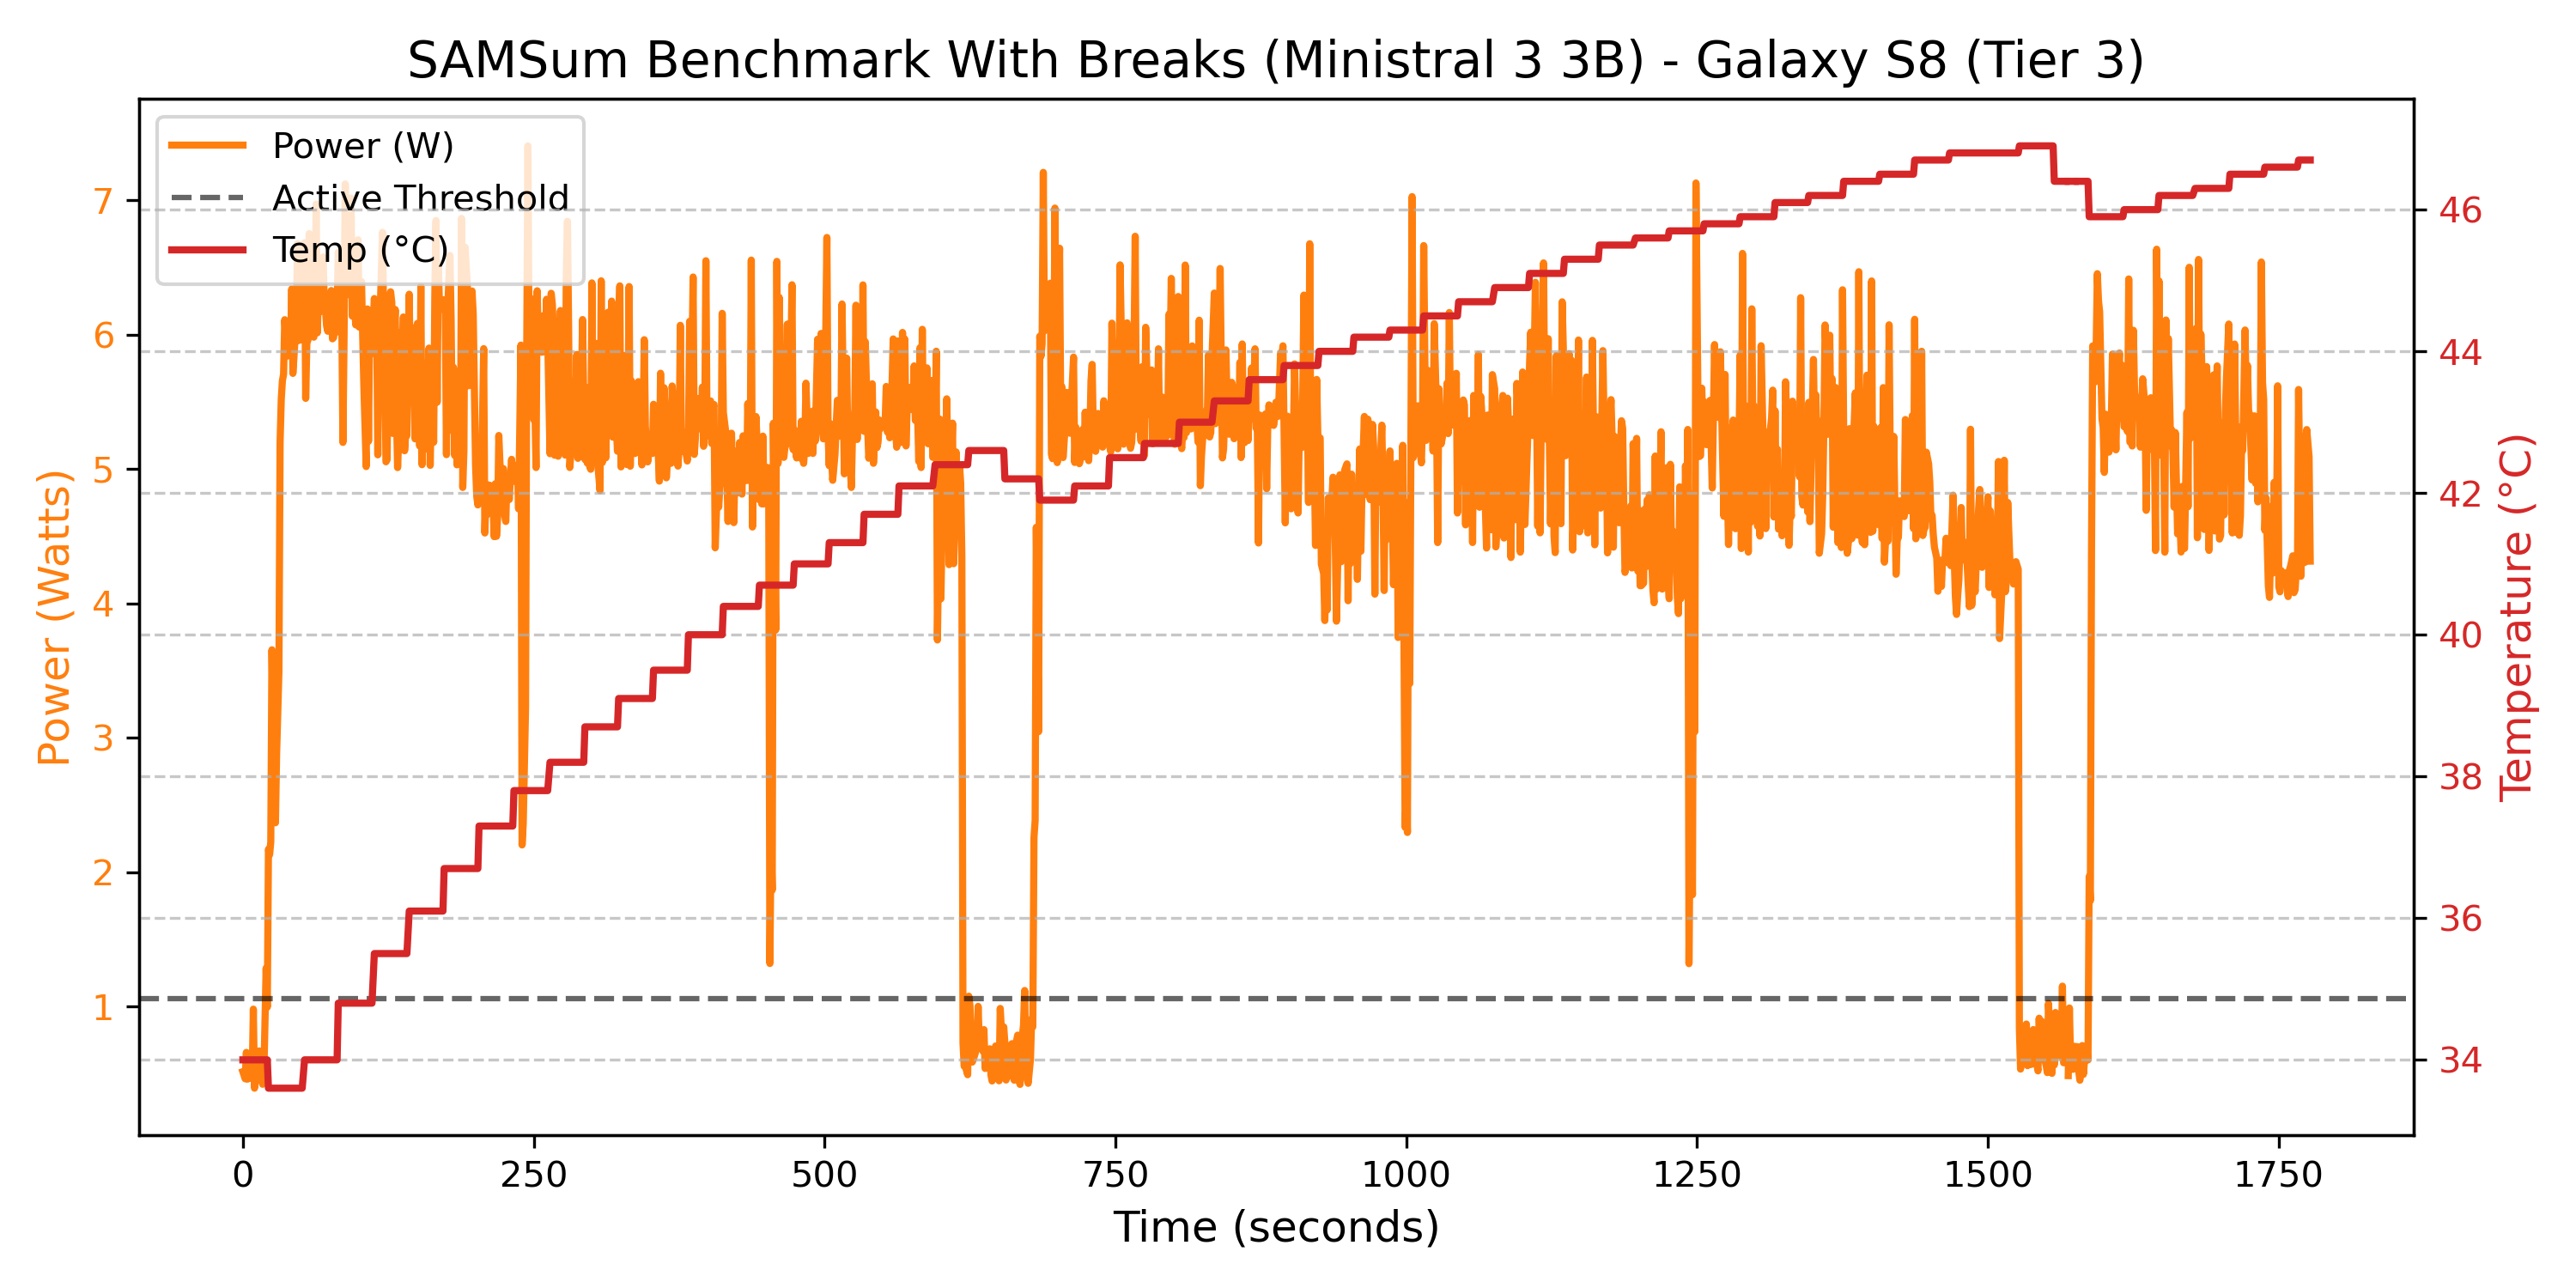 SAMSum Benchmark With Breaks (Ministral 3 3B) - Galaxy S8 (Tier 3)
Power (W)
Active Threshold
Temp (°C)
Power (Watts)
7
6
5
4
3
2
1
46
44
42
40
38
36
34
Temperature (°C)
0 250 500 750 1000 1250 1500 1750
Time (seconds)